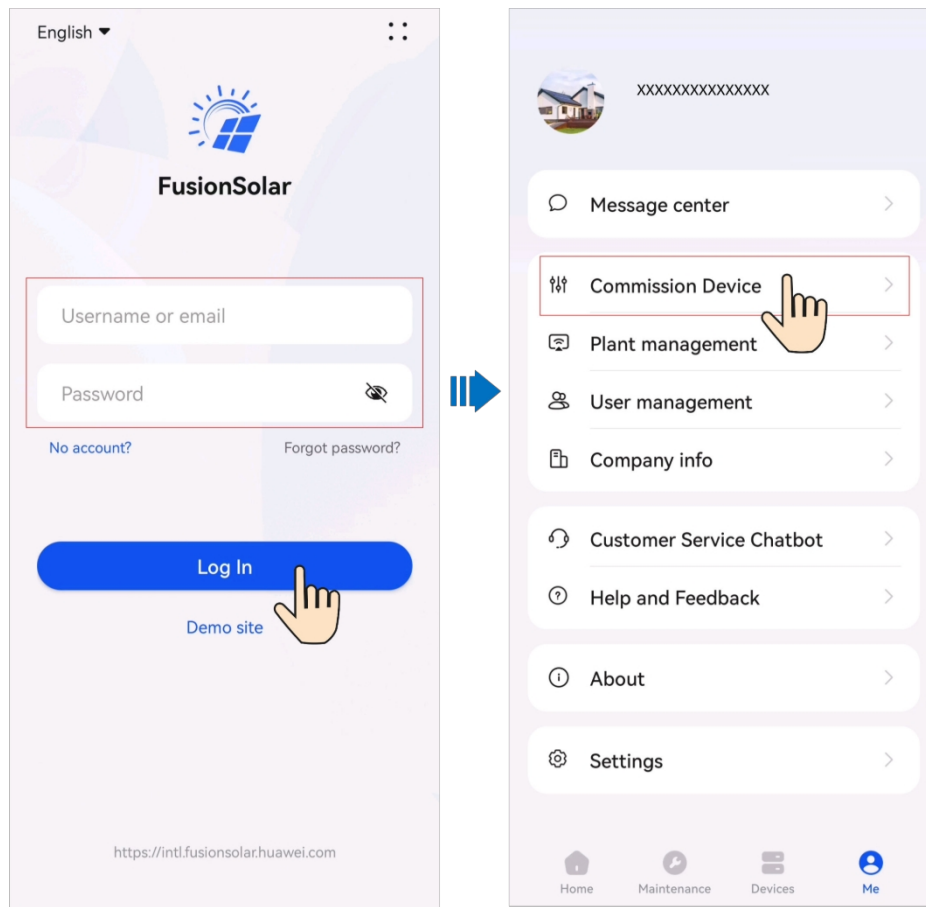 English
FusionSolar
Username or email
Password
No account?
Forgot password?
Log In
Demo site
https://intl.fusionsolar.huawei.com
xxxxxxxxxxxxxxx
Message center
Commission Device
Plant management
User management
Company info
Customer Service Chatbot
Help and Feedback
About
Settings
Home
Maintenance
Devices
Me